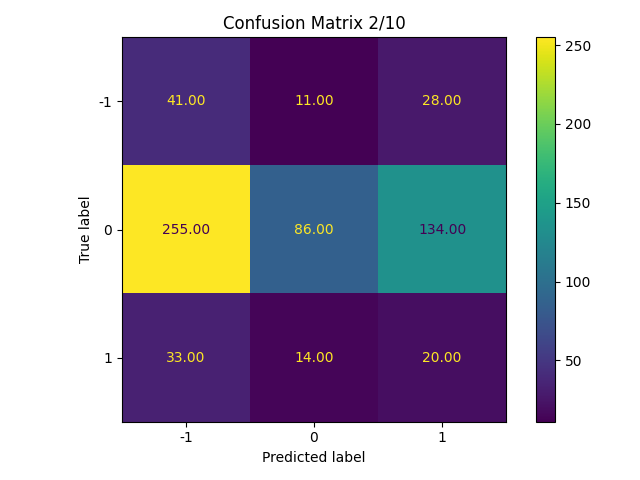 Confusion Matrix 2/10
-1 41.00 11.00 28.00
True label
0 255.00 86.00 134.00
1 33.00 14.00 20.00
-1 0 1
Predicted label
250
200
150
100
50